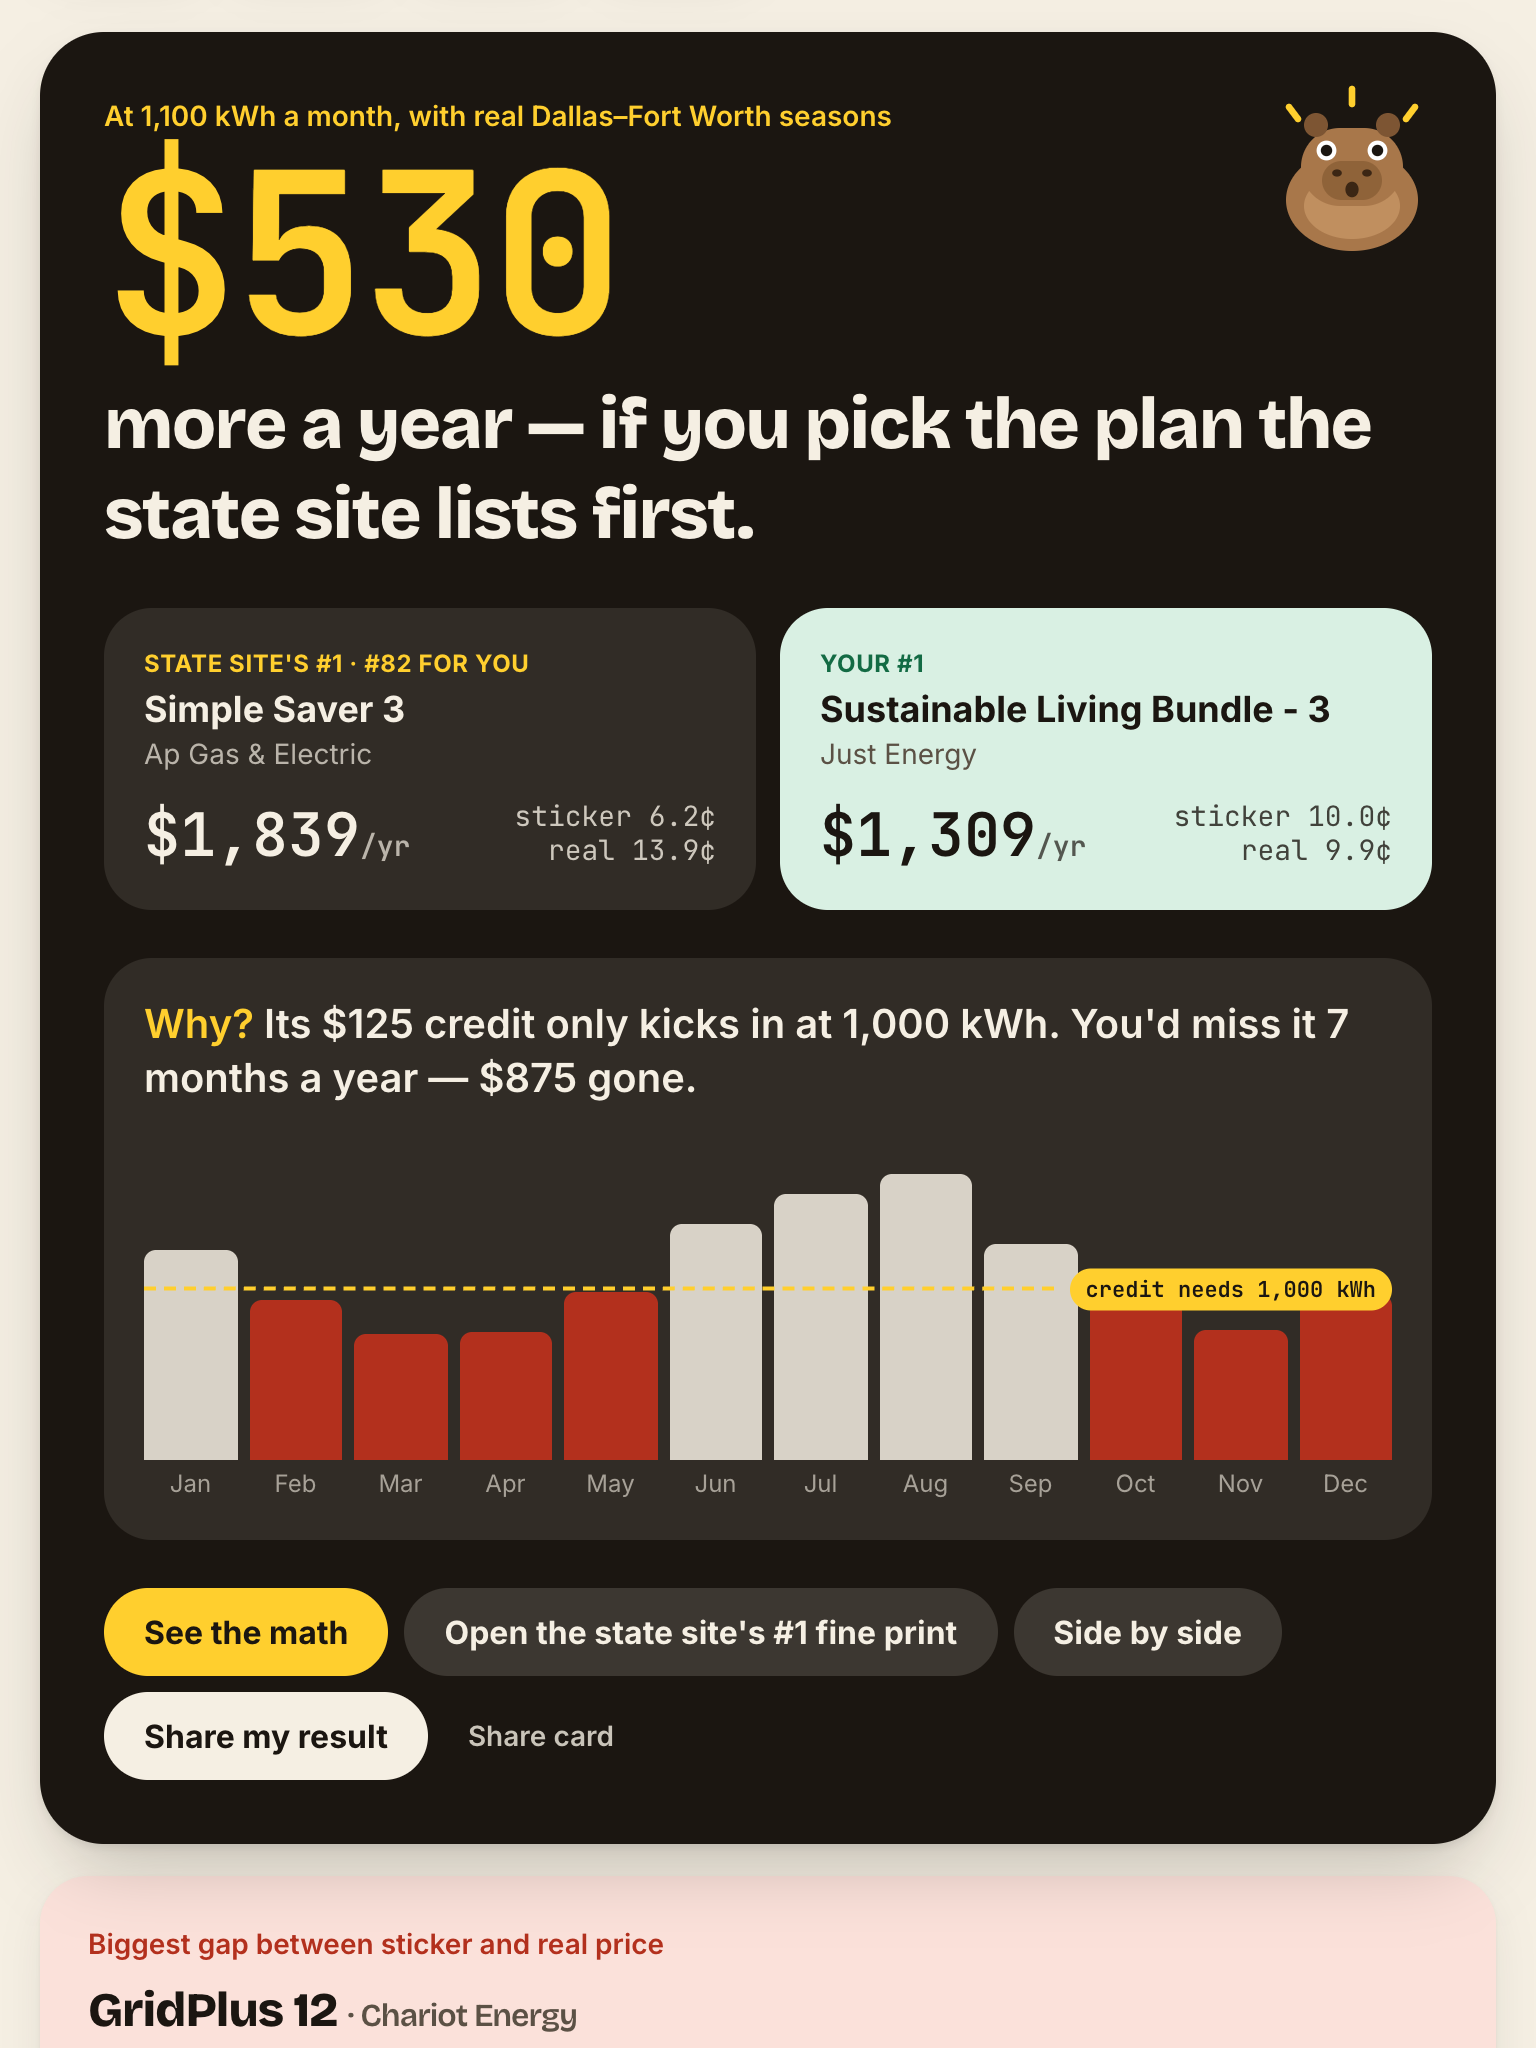 At 1,100 kWh a month, with real Dallas–Fort Worth seasons
$530
more a year — if you pick the plan the
state site lists first.
STATE SITE'S #1 · #82 FOR YOU
Simple Saver 3
Ap Gas & Electric
$1,839/yr
sticker 6.2¢
real 13.9¢
YOUR #1
Sustainable Living Bundle - 3
Just Energy
$1,309/yr
sticker 10.0¢
real 9.9¢
Why? Its $125 credit only kicks in at 1,000 kWh. You'd miss it 7
months a year — $875 gone.
credit needs 1,000 kWh
Jan Feb Mar Apr May Jun Jul Aug Sep Oct Nov Dec
See the math
Open the state site's #1 fine print
Side by side
Share my result
Share card
Biggest gap between sticker and real price
GridPlus 12 · Chariot Energy